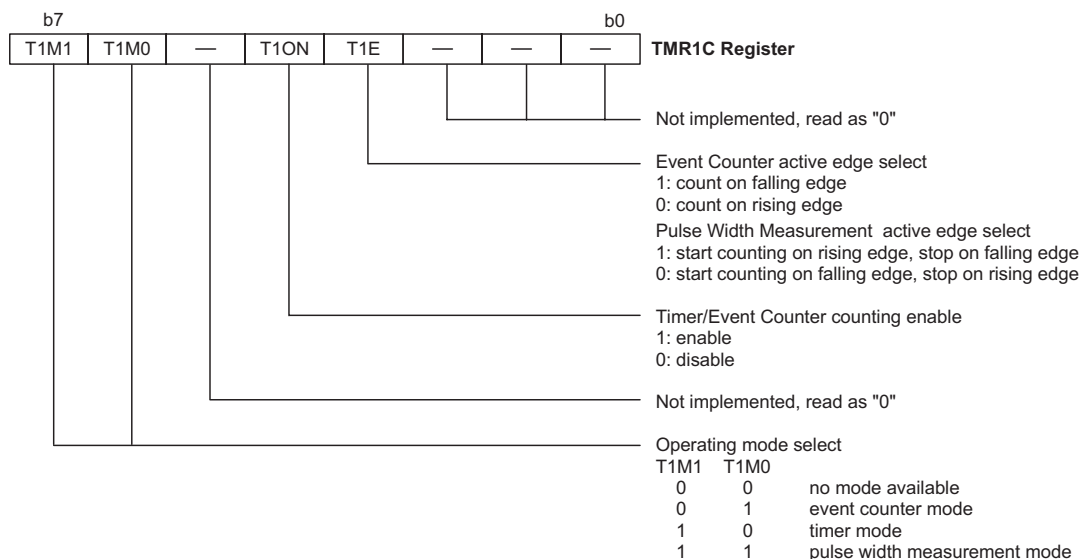 b7 b0
T1M1 T1M0 — T1ON T1E — — — TMR1C Register
Not implemented, read as "0"
Event Counter active edge select
1: count on falling edge
0: count on rising edge
Pulse Width Measurement active edge select
1: start counting on rising edge, stop on falling edge
0: start counting on falling edge, stop on rising edge
Timer/Event Counter counting enable
1: enable
0: disable
Not implemented, read as "0"
Operating mode select
T1M1 T1M0
0 0 no mode available
0 1 event counter mode
1 0 timer mode
1 1 pulse width measurement mode